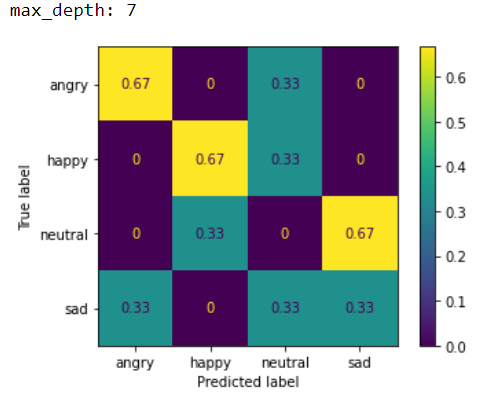 max_depth: 7
angry 0.67 0 0.33 0
happy 0 0.67 0.33 0
neutral 0 0.33 0 0.67
sad 0.33 0 0.33 0.33
angry happy neutral sad
Predicted label
True label
0.6
0.5
0.4
0.3
0.2
0.1
0.0